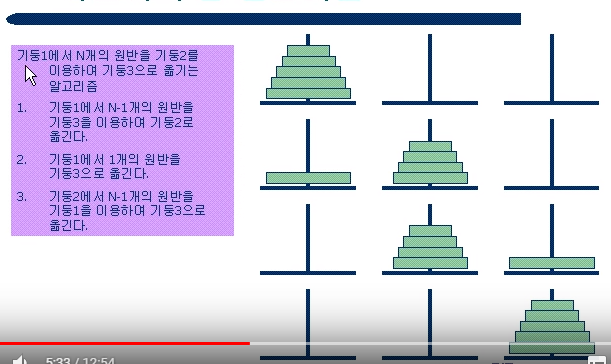 기둥1에서 N개의 원반을 기둥2를
이용하여 기둥3으로 옮기는
알고리즘
1. 기둥1에서 N-1개의 원반을
기둥3을 이용하여 기둥2로
옮긴다.
2. 기둥1에서 1개의 원반을
기둥3으로 옮긴다.
3. 기둥2에서 N-1개의 원반을
기둥1을 이용하여 기둥3으로
옮긴다.
5:33 / 12:54